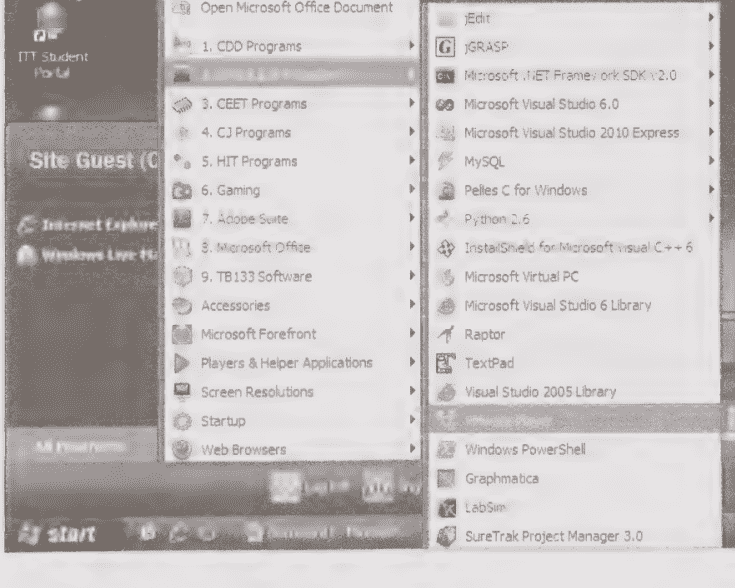 ITT Student
Portal
Site Guest (C
Internet Explore
Windows Live
All Programs
start
Open Microsoft Office Document
1. CDD Programs
3. CEET Programs
4. CJ Programs
5. HIT Programs
6. Gaming
7. Adobe Suite
8. Microsoft Office
9. TB133 Software
Accessories
Microsoft Forefront
Players & Helper Applications
Screen Resolutions
Startup
Web Browsers
jEdit
jGRASP
Microsoft .NET Framework SDK v2.0
Microsoft Visual Studio 6.0
Microsoft Visual Studio 2010 Express
MySQL
Pelles C for Windows
Python 2.6
InstallShield for Microsoft Visual C++ 6
Microsoft Virtual PC
Microsoft Visual Studio 6 Library
Raptor
TextPad
Visual Studio 2005 Library
Windows PowerShell
Graphmatica
LabSim
SureTrak Project Manager 3.0